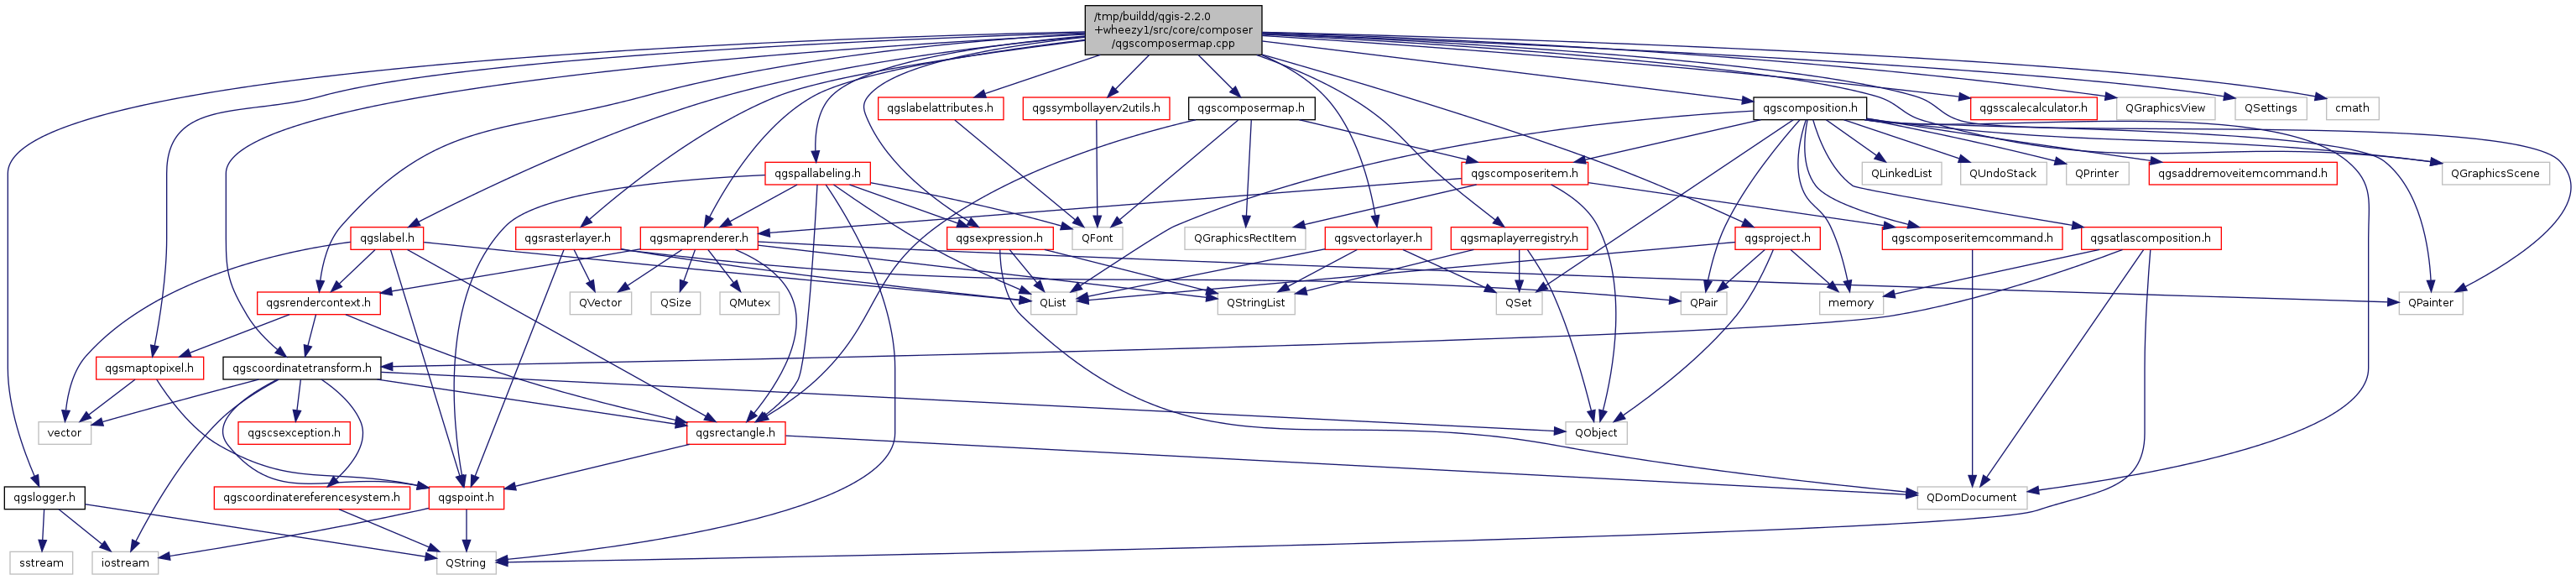 /tmp/buildd/qgis-2.2.0
+wheezy1/src/core/composer
/qgscomposermap.cpp
qgslabelattributes.h
qgssymbollayerv2utils.h
qgscomposermap.h
qgscomposition.h
qgsscalecalculator.h
QGraphicsView
QSettings
cmath
qgspallabeling.h
qgscomposeritem.h
QLinkedList
QUndoStack
QPrinter
qgsaddremoveitemcommand.h
QGraphicsScene
qgslabel.h
qgsrasterlayer.h
qgsmaprenderer.h
qgsexpression.h
QFont
QGraphicsRectItem
qgsvectorlayer.h
qgsmaplayerregistry.h
qgsproject.h
qgscomposeritemcommand.h
qgsatlascomposition.h
qgsrendercontext.h
QVector
QSize
QMutex
QList
QStringList
QSet
QPair
memory
QPainter
qgsmaptopixel.h
qgscoordinatetransform.h
vector
qgscsexception.h
qgsrectangle.h
QObject
qgslogger.h
qgscoordinatereferencesystem.h
qgspoint.h
QDomDocument
sstream
iostream
QString